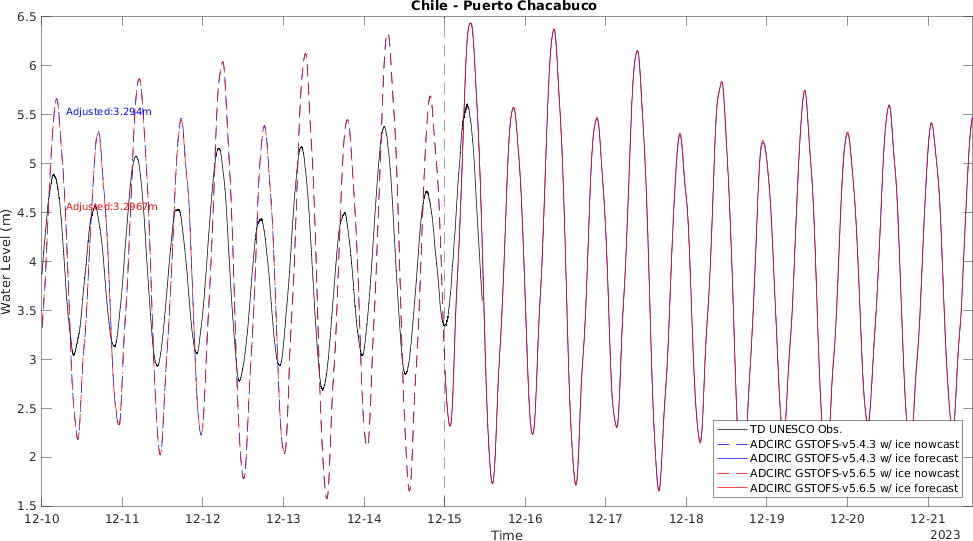 Chile - Puerto Chacabuco
6.5
6
5.5
5
4.5
4
3.5
3
2.5
2
1.5
Water Level (m)
Adjusted:3.294m
Adjusted:3.2967m
TD UNESCO Obs.
ADCIRC GSTOFS-v5.4.3 w/ ice nowcast
ADCIRC GSTOFS-v5.4.3 w/ ice forecast
ADCIRC GSTOFS-v5.6.5 w/ ice nowcast
ADCIRC GSTOFS-v5.6.5 w/ ice forecast
12-10 12-11 12-12 12-13 12-14 12-15 12-16 12-17 12-18 12-19 12-20 12-21
Time
2023